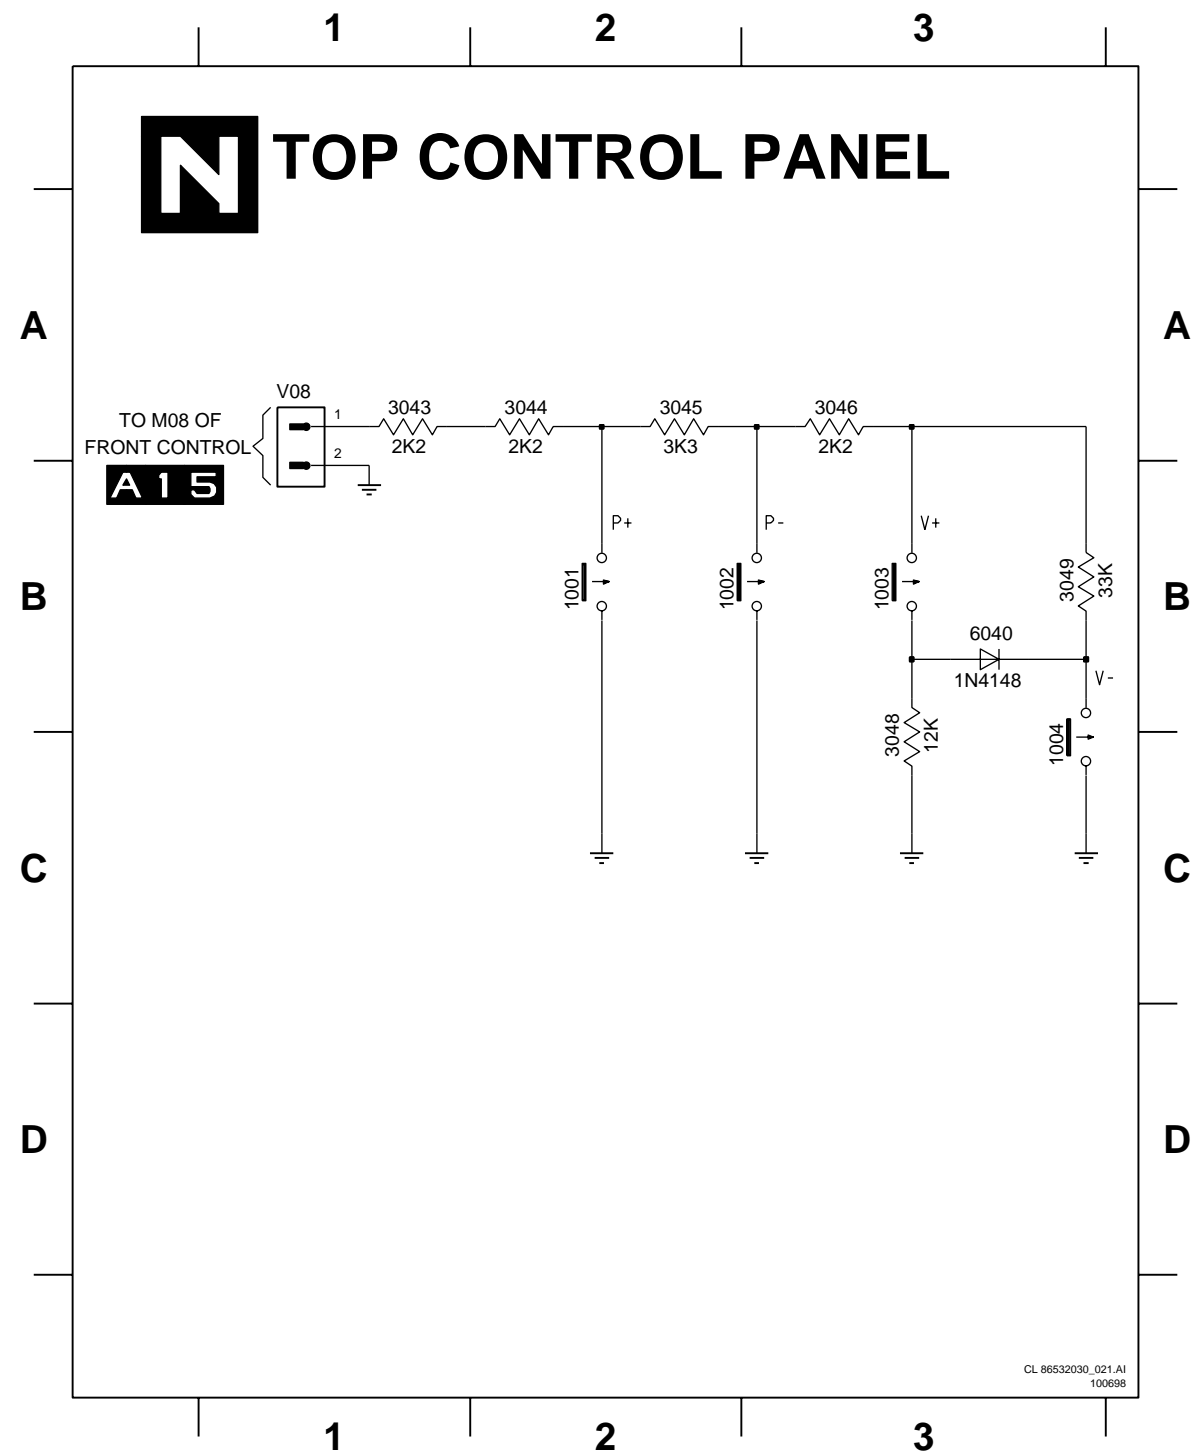 1 2 3
N TOP CONTROL PANEL
A A
V08
TO M08 OF
FRONT CONTROL
A15
1
2
3043
2K2
3044
2K2
3045
3K3
3046
2K2
P+
P-
V+
B B
1001
1002
1003
3049
33K
6040
1N4148
V-
3048
12K
1004
C C
D D
CL 86532030_021.AI
100698
1 2 3